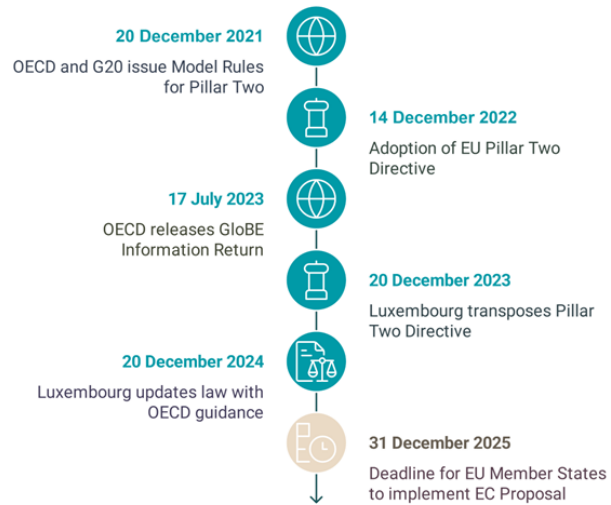 20 December 2021
OECD and G20 issue Model Rules
for Pillar Two
14 December 2022
Adoption of EU Pillar Two
Directive
17 July 2023
OECD releases GloBE
Information Return
20 December 2023
Luxembourg transposes Pillar
Two Directive
20 December 2024
Luxembourg updates law with
OECD guidance
31 December 2025
Deadline for EU Member States
to implement EC Proposal